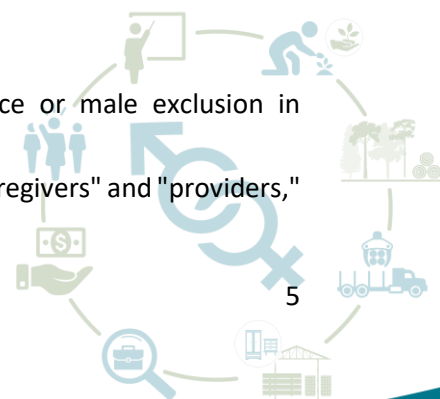 ce or male exclusion in
regivers" and "providers,"
5